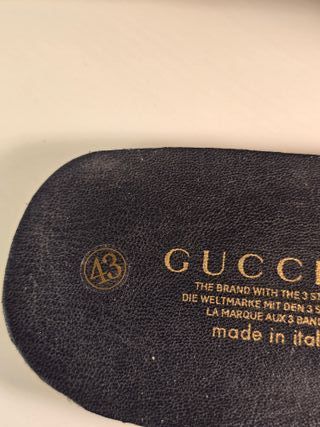 43
GUCCI
THE BRAND WITH THE 3 ST
DIE WELTMARKE MIT DEN 3 S
LA MARQUE AUX 3 BAND
made in ital